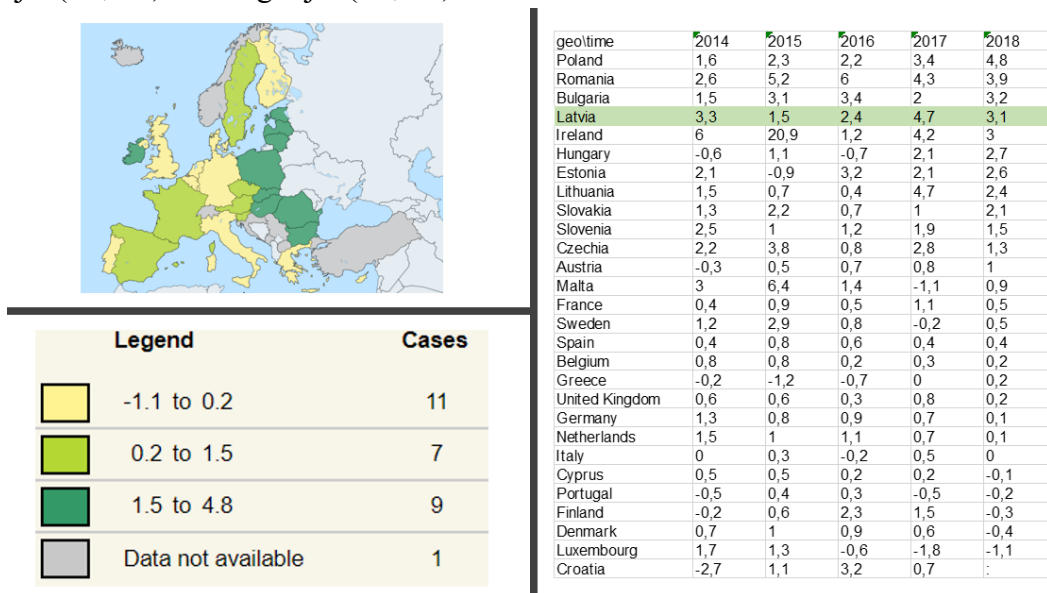 Legend Cases
-1.1 to 0.2 11
0.2 to 1.5 7
1.5 to 4.8 9
Data not available 1
geo\time 2014 2015 2016 2017 2018
Poland 1,6 2,3 2,2 3,4 4,8
Romania 2,6 5,2 6 4,3 3,9
Bulgaria 1,5 3,1 3,4 2 3,2
Latvia 3,3 1,5 2,4 4,7 3,1
Ireland 6 20,9 1,2 4,2 3
Hungary -0,6 1,1 -0,7 2,1 2,7
Estonia 2,1 -0,9 3,2 2,1 2,6
Lithuania 1,5 0,7 0,4 4,7 2,4
Slovakia 1,3 2,2 0,7 1 2,1
Slovenia 2,5 1 1,2 1,9 1,5
Czechia 2,2 3,8 0,8 2,8 1,3
Austria -0,3 0,5 0,7 0,8 1
Malta 3 6,4 1,4 -1,1 0,9
France 0,4 0,9 0,5 1,1 0,5
Sweden 1,2 2,9 0,8 -0,2 0,5
Spain 0,4 0,8 0,6 0,4 0,4
Belgium 0,8 0,8 0,2 0,3 0,2
Greece -0,2 -1,2 -0,7 0 0,2
United Kingdom 0,6 0,6 0,3 0,8 0,2
Germany 1,3 0,8 0,9 0,7 0,1
Netherlands 1,5 1 1,1 0,7 0,1
Italy 0 0,3 -0,2 0,5 0
Cyprus 0,5 0,5 0,2 0,2 -0,1
Portugal -0,5 0,4 0,3 -0,5 -0,2
Finland -0,2 0,6 2,3 1,5 -0,3
Denmark 0,7 1 0,9 0,6 -0,4
Luxembourg 1,7 1,3 -0,6 -1,8 -1,1
Croatia -2,7 1,1 3,2 0,7 :